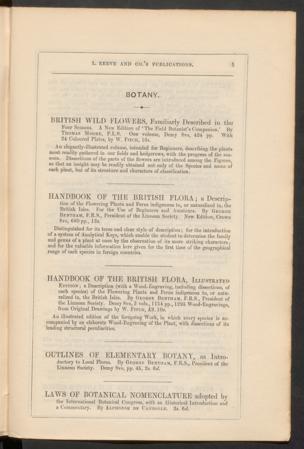 L. REEVE AND CO.'S PUBLICATIONS. 5
BOTANY.
BRITISH WILD FLOWERS, Familiarly Described in the
Four Seasons. A New Edition of 'The Field Botanist's Companion.' By
THOMAS MOORE, F.L.S. One volume, Demy 8vo, 424 pp. With
24 Coloured Plates, by W. FITCH, 16s.
An elegantly-illustrated volume, intended for Beginners, describing the plants
most readily gathered in our fields and hedgerows, with the progress of the sea-
sons. Dissections of the parts of the flowers are introduced among the Figures,
so that an insight may be readily obtained not only of the Species and name of
each plant, but of its structure and characters of classification.
HANDBOOK OF THE BRITISH FLORA; a Descrip-
tion of the Flowering Plants and Ferns indigenous to, or naturalized in, the
British Isles. For the Use of Beginners and Amateurs. By GEORGE
BENTHAM, F.R.S., President of the Linnean Society. New Edition, Crown
8vo, 680 pp., 12s.
Distinguished for its terse and clear style of description; for the introduction
of a system of Analytical Keys, which enable the student to determine the family
and genus of a plant at once by the observation of its more striking characters;
and for the valuable information here given for the first time of the geographical
range of each species in foreign countries.
HANDBOOK OF THE BRITISH FLORA, ILLUSTRATED
EDITION; a Description (with a Wood-Engraving, including dissections, of
each species) of the Flowering Plants and Ferns indigenous to, or natu-
ralized in, the British Isles. By GEORGE BENTHAM, F.R.S., President of
the Linnean Society. Demy 8vo, 2 vols., 1154 pp., 1295 Wood-Engravings,
from Original Drawings by W. FITCH, £3. 10s.
An illustrated edition of the foregoing Work, in which every species is ac-
companied by an elaborate Wood-Engraving of the Plant, with dissections of its
leading structural peculiarities.
OUTLINES OF ELEMENTARY BOTANY, as Intro-
ductory to Local Floras. By GEORGE BENTHAM, F.R.S., President of the
Linnean Society. Demy 8vo, pp. 45, 2s. 6d.
LAWS OF BOTANICAL NOMENCLATURE adopted by
the International Botanical Congress, with an Historical Introduction and
a Commentary. By ALPHONSE DE CANDOLLE. 2s. 6d.